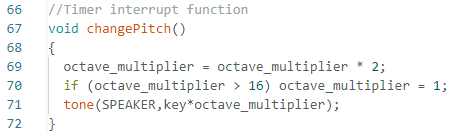 66 //Timer interrupt function
67 void changePitch()
68 {
69 octave_multiplier = octave_multiplier * 2;
70 if (octave_multiplier > 16) octave_multiplier = 1;
71 tone(SPEAKER,key*octave_multiplier);
72 }